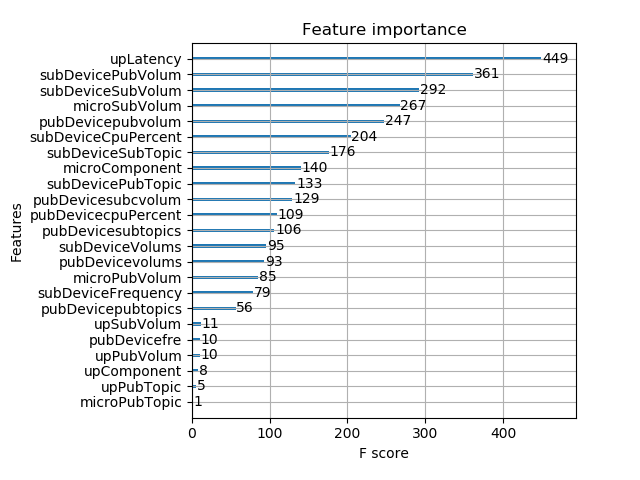 Feature importance
upLatency 449
subDevicePubVolum 361
subDeviceSubVolum 292
microSubVolum 267
pubDevicepubvolum 247
subDeviceCpuPercent 204
subDeviceSubTopic 176
microComponent 140
subDevicePubTopic 133
pubDevicesubcvolum 129
pubDevicecpuPercent 109
pubDevicesubtopics 106
subDeviceVolums 95
pubDevicevolums 93
microPubVolum 85
subDeviceFrequency 79
pubDevicepubtopics 56
upSubVolum 11
pubDevicefre 10
upPubVolum 10
upComponent 8
upPubTopic 5
microPubTopic 1
0 100 200 300 400
F score
Features